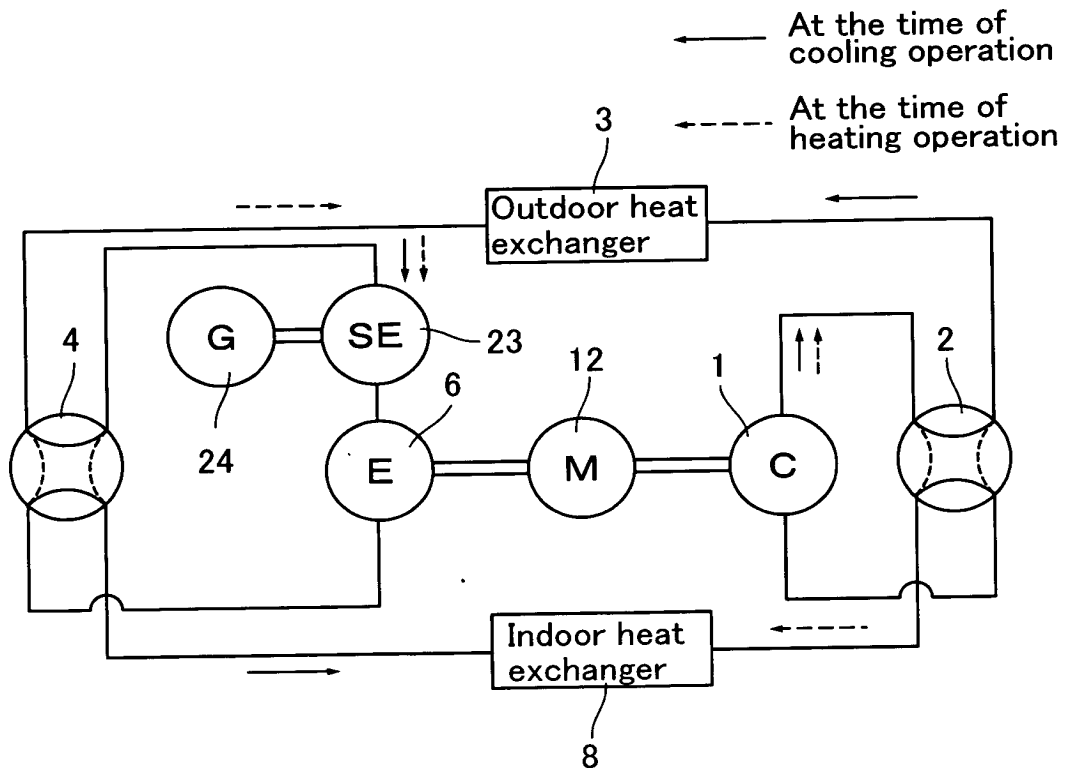 At the time of
cooling operation
At the time of
heating operation
3
Outdoor heat
exchanger
G
SE
23
4
24
6
12
1
2
E
M
C
Indoor heat
exchanger
8